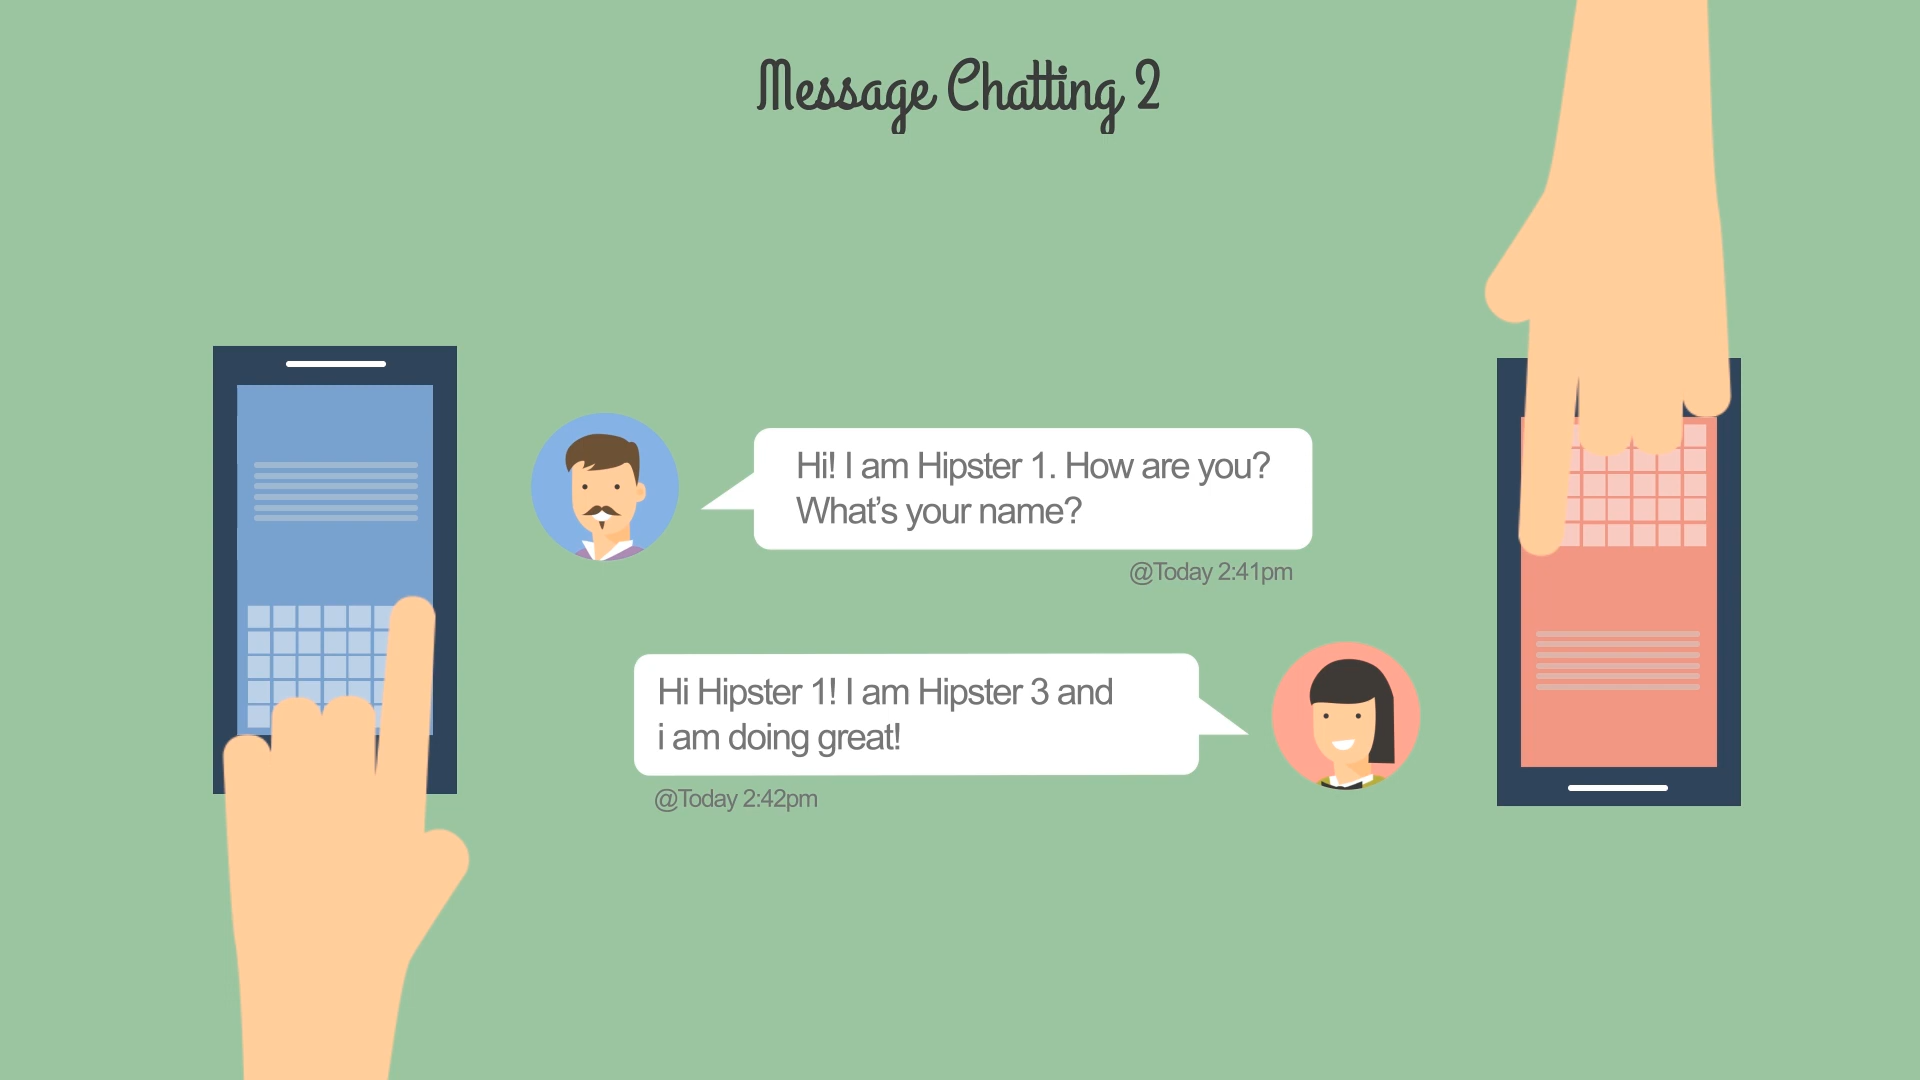 Message Chatting 2
Hi! I am Hipster 1. How are you?
What’s your name?
@Today 2:41pm
Hi Hipster 1! I am Hipster 3 and
i am doing great!
@Today 2:42pm